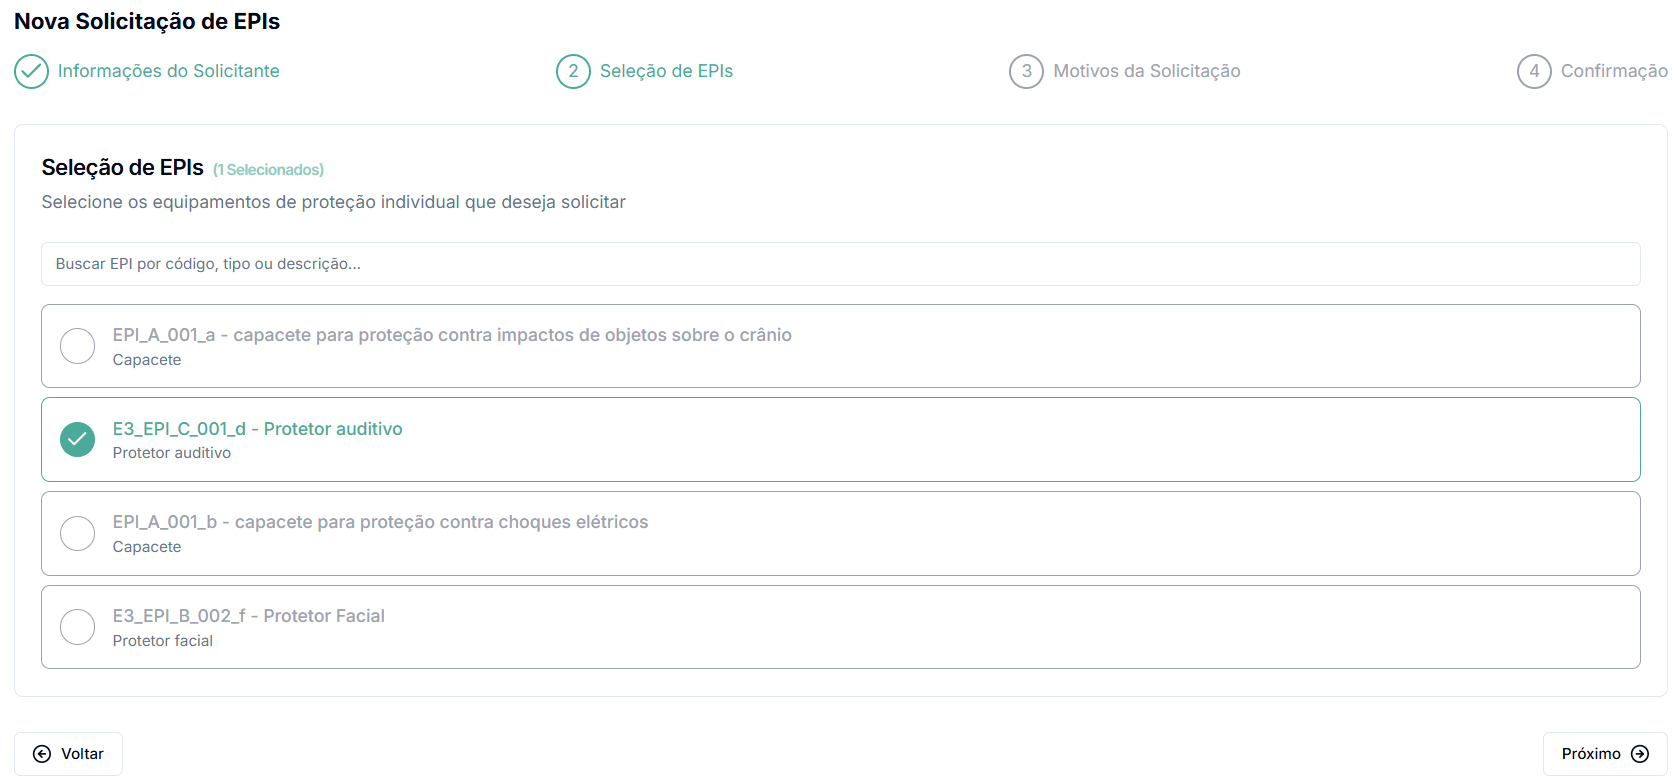 Nova Solicitação de EPIs
Informações do Solicitante
2 Seleção de EPIs
3 Motivos da Solicitação
4 Confirmação
Seleção de EPIs (1 Selecionados)
Selecione os equipamentos de proteção individual que deseja solicitar
Buscar EPI por código, tipo ou descrição...
EPI_A_001_a - capacete para proteção contra impactos de objetos sobre o crânio
Capacete
E3_EPI_C_001_d - Protetor auditivo
Protetor auditivo
EPI_A_001_b - capacete para proteção contra choques elétricos
Capacete
E3_EPI_B_002_f - Protetor Facial
Protetor facial
Voltar
Próximo